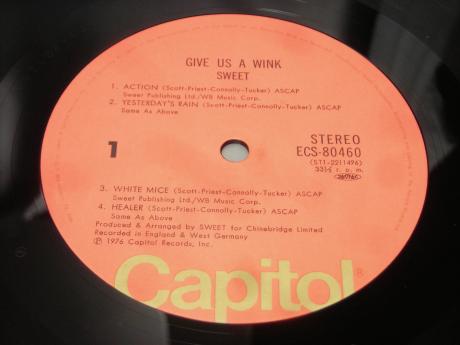 GIVE US A WINK
SWEET
1. ACTION (Scott-Priest-Connolly-Tucker) ASCAP
Sweet Publishing Ltd./WB Music Corp.
2. YESTERDAY'S RAIN (Scott-Priest-Connolly-Tucker) ASCAP
Same As Above
1
STEREO
ECS-80460
(ST1-2211496)
33⅓ r. p. m.
3. WHITE MICE (Scott-Priest-Connolly-Tucker) ASCAP
Sweet Publishing Ltd./WB Music Corp.
4. HEALER (Scott-Priest-Connolly-Tucker) ASCAP
Same As Above
Produced & Arranged by SWEET for Chinebridge Limited
Recorded in England & West Germany
℗ 1976 Capitol Records, Inc.
Capitol®